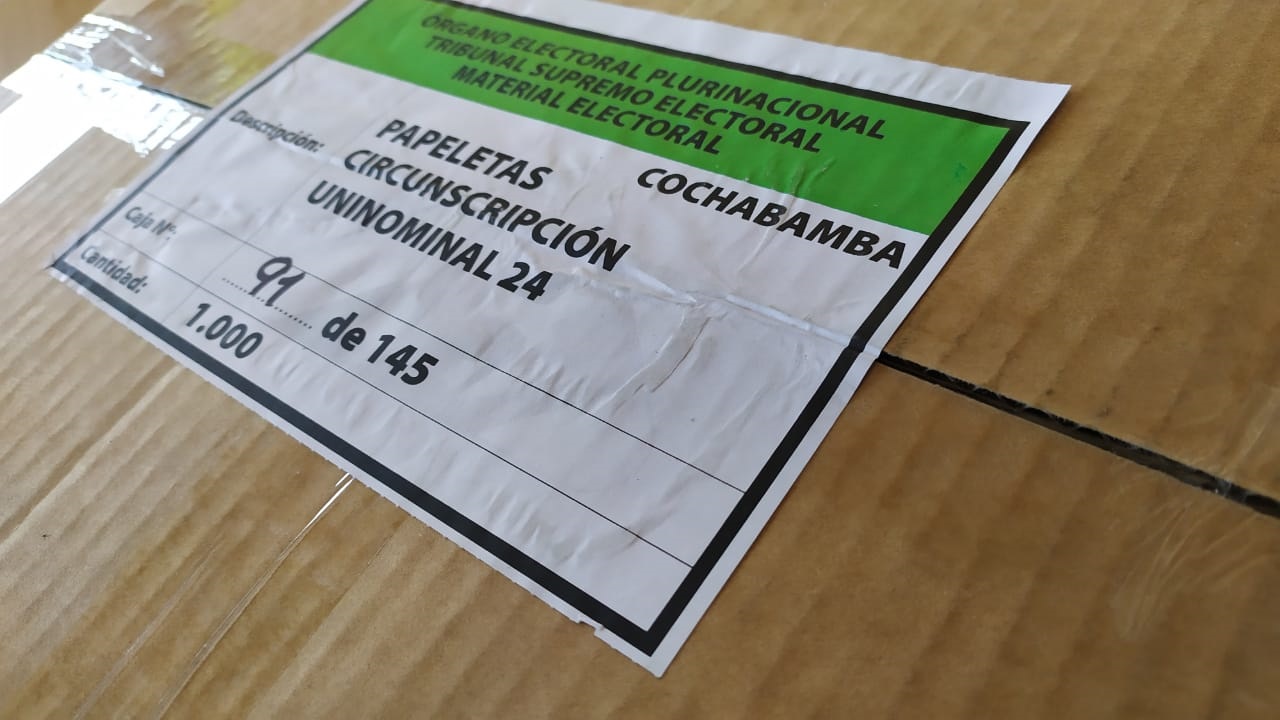 ÓRGANO ELECTORAL PLURINACIONAL
TRIBUNAL SUPREMO ELECTORAL
MATERIAL ELECTORAL
Descripción: PAPELETAS COCHABAMBA
CIRCUNSCRIPCIÓN
UNINOMINAL 24
Caja Nº: 91 de 145
Cantidad: 1.000